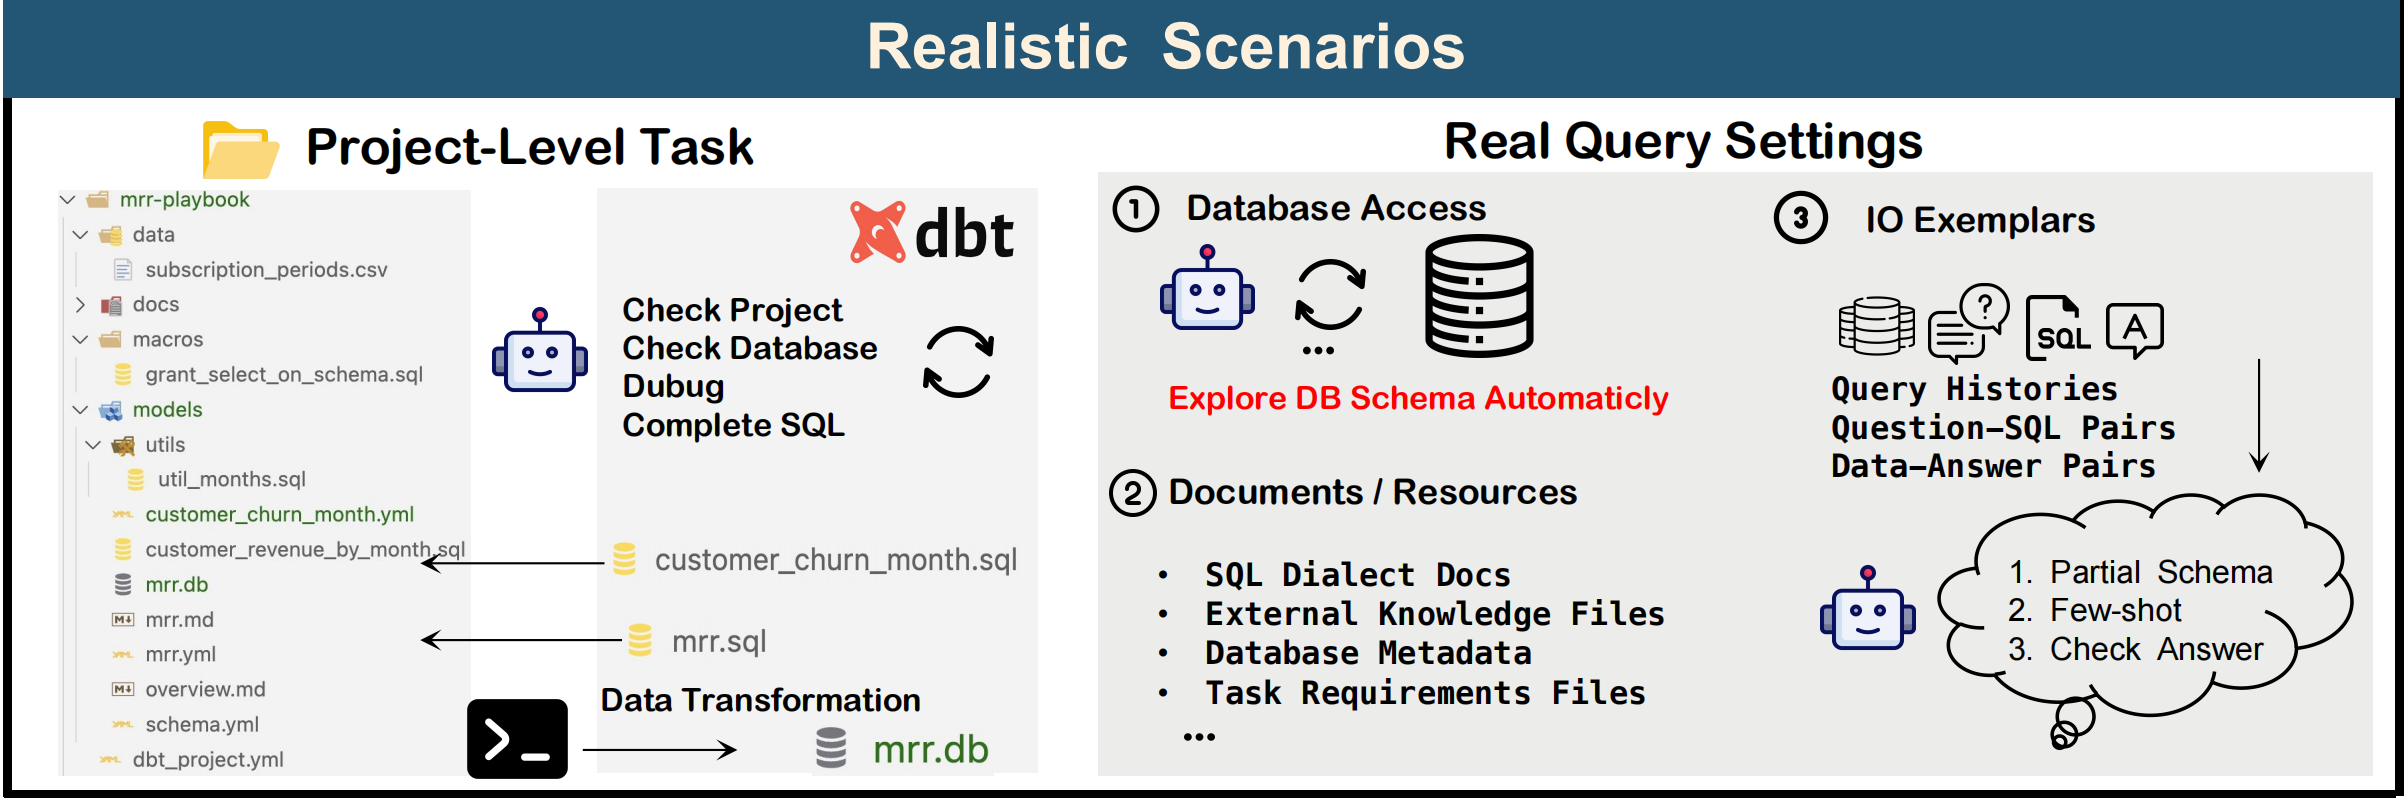 Realistic Scenarios
Project-Level Task
mrr-playbook
data
subscription_periods.csv
docs
macros
grant_select_on_schema.sql
models
utils
util_months.sql
customer_churn_month.yml
customer_revenue_by_month.sql
mrr.db
mrr.md
mrr.yml
overview.md
schema.yml
dbt_project.yml
dbt
Check Project
Check Database
Dubug
Complete SQL
customer_churn_month.sql
mrr.sql
Data Transformation
>_
mrr.db
Real Query Settings
1 Database Access
...
Explore DB Schema Automaticly
2 Documents / Resources
• SQL Dialect Docs
• External Knowledge Files
• Database Metadata
• Task Requirements Files
...
3 IO Exemplars
?
SQL
A
Query Histories
Question-SQL Pairs
Data-Answer Pairs
1. Partial Schema
2. Few-shot
3. Check Answer